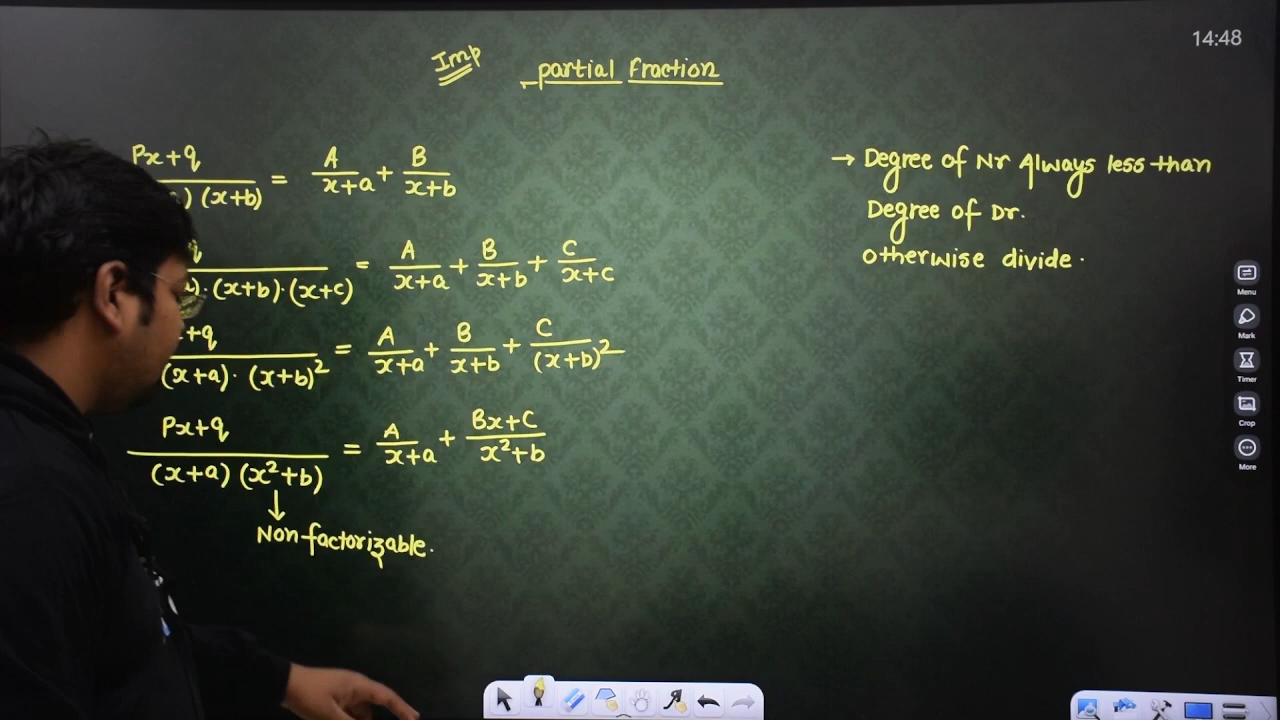 14:48
Imp
partial fraction
Px+q
) (x+b) = A/x+a + B/x+b
q
)·(x+b)·(x+c) = A/x+a + B/x+b + C/x+c
+q
(x+a)·(x+b)² = A/x+a + B/x+b + C/(x+b)²
Px+q
(x+a) (x²+b) = A/x+a + Bx+C/x²+b
↓
Non factorizable.
→ Degree of Nr Always less than
Degree of Dr.
otherwise divide.
Menu
Mark
Timer
Crop
More